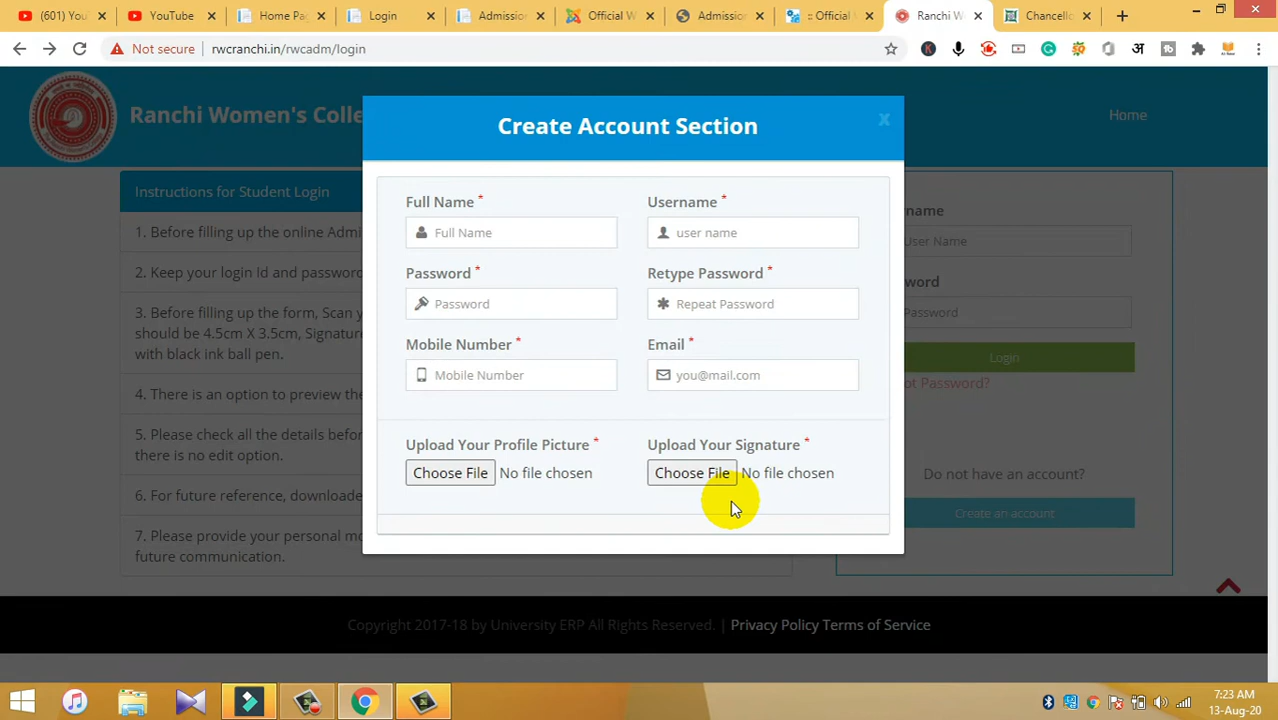 (601) You
YouTube
Home Pag
Login
Admission
Official W
Admission
:: Official
Ranchi W
Chancello
Not secure
rwcranchi.in/rwcadm/login
Ranchi Women's Colle
Home
Create Account Section
x
Instructions for Student Login
1. Before filling up the online Admi
2. Keep your login Id and password
3. Before filling up the form, Scan y
should be 4.5cm X 3.5cm, Signature
with black ink ball pen.
4. There is an option to preview the
5. Please check all the details befor
there is no edit option.
6. For future reference, downloade
7. Please provide your personal mo
future communication.
Full Name *
Username *
Full Name
user name
Password *
Retype Password *
Password
Repeat Password
Mobile Number *
Email *
Mobile Number
you@mail.com
Upload Your Profile Picture *
Upload Your Signature *
Choose File No file chosen
Choose File No file chosen
name
User Name
word
Password
Login
ot Password?
Do not have an account?
Create an account
Copyright 2017-18 by University ERP All Rights Reserved. | Privacy Policy Terms of Service
7:23 AM
13-Aug-20